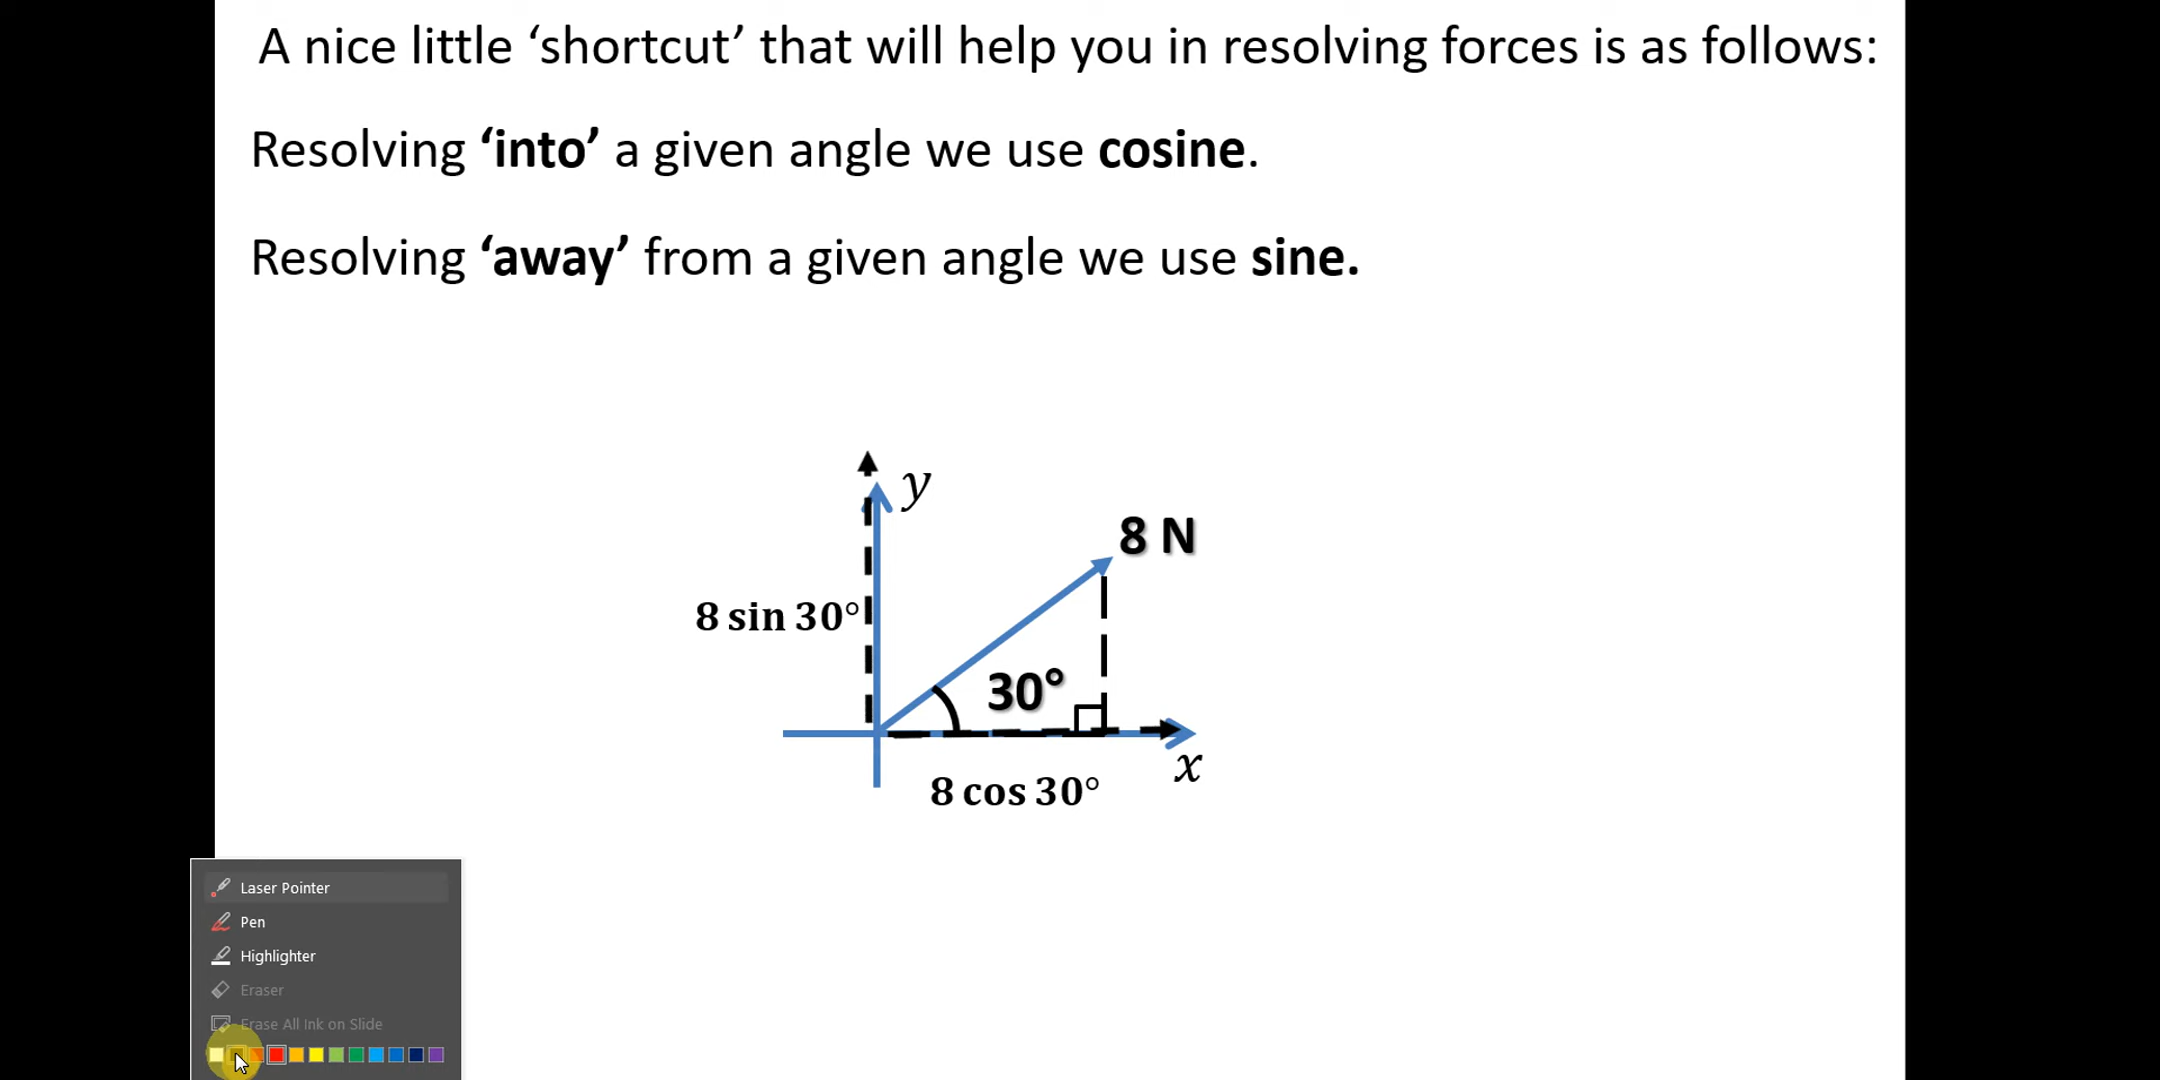 A nice little ‘shortcut’ that will help you in resolving forces is as follows:
Resolving ‘into’ a given angle we use cosine.
Resolving ‘away’ from a given angle we use sine.
y
8 N
8 sin 30°
30°
x
8 cos 30°
Laser Pointer
Pen
Highlighter
Eraser
Erase All Ink on Slide